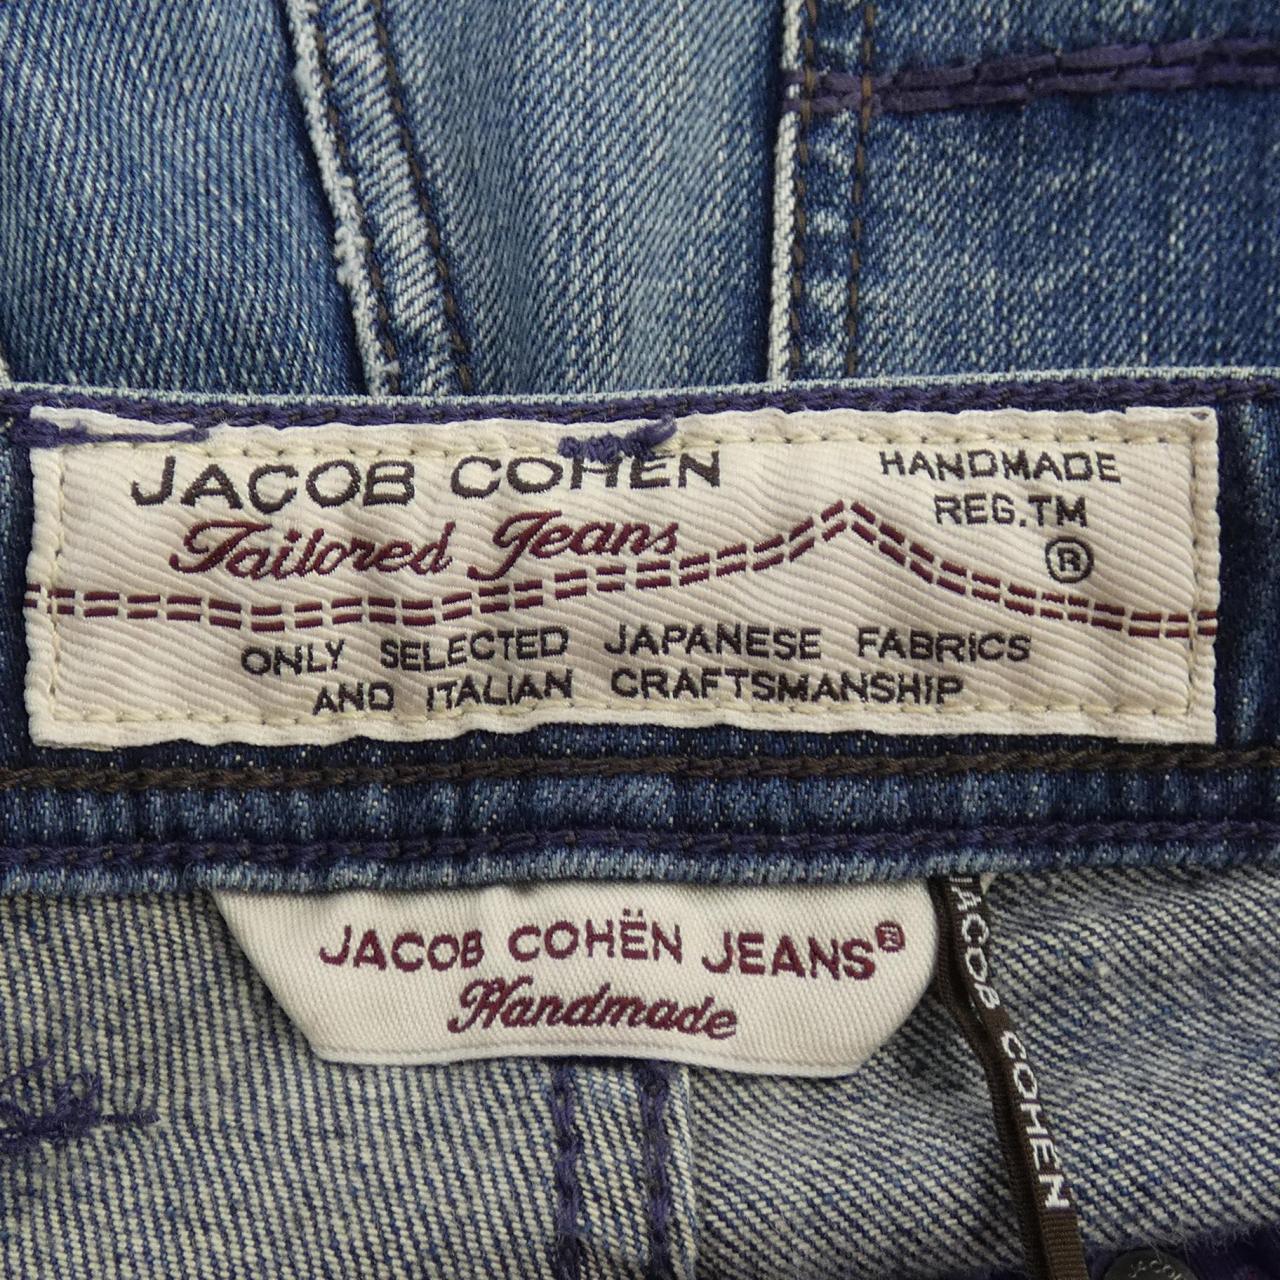 JACOB COHEN
HANDMADE
REG.TM
®
Tailored Jeans
ONLY SELECTED JAPANESE FABRICS
AND ITALIAN CRAFTSMANSHIP
JACOB COHËN JEANS®
Handmade
JACOB COHEN
JACOB